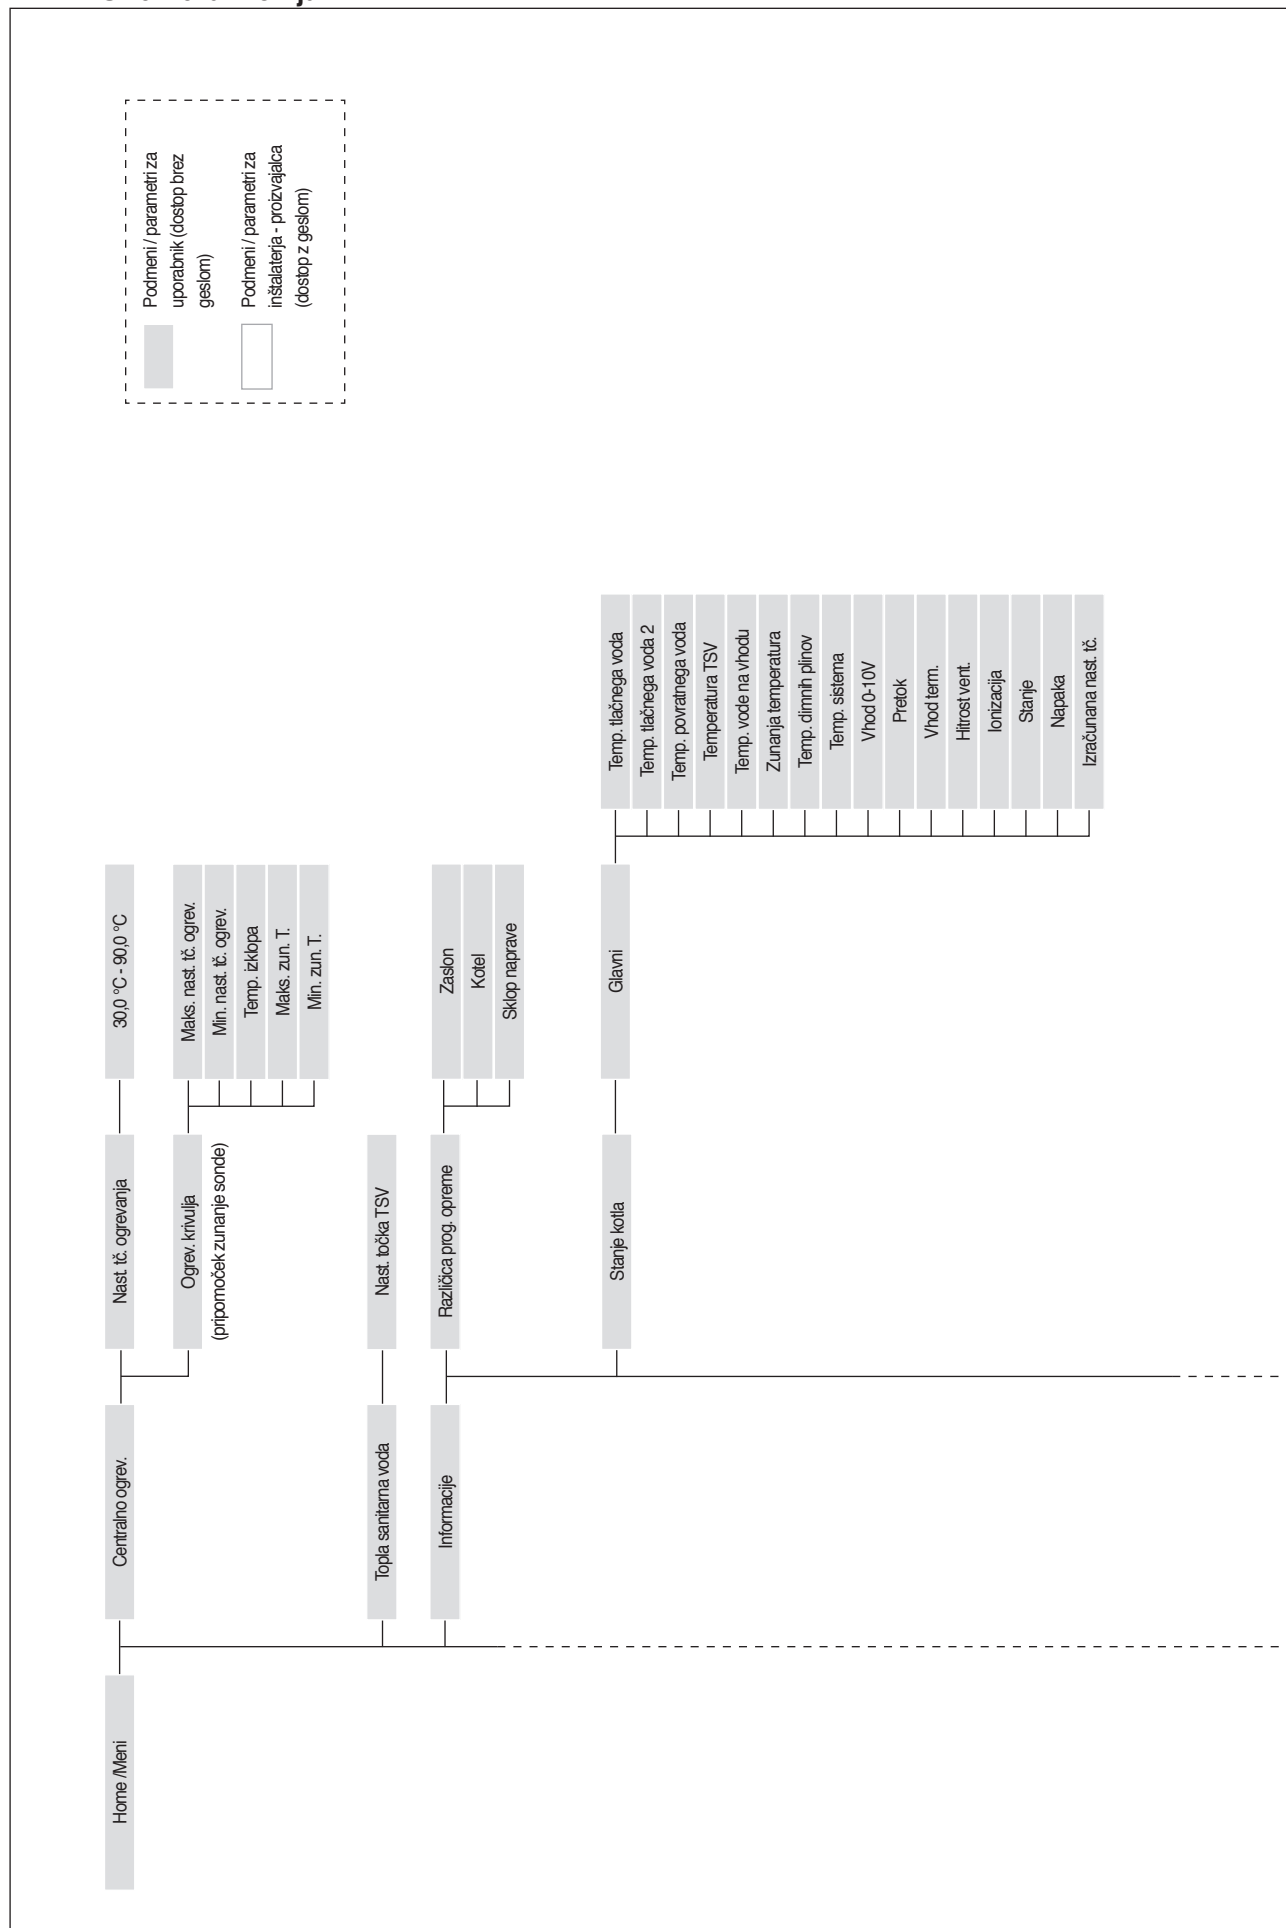 Podmeni / parametri za
uporabnik (dostop brez
geslom)
Podmeni / parametri za
inštalaterja - proizvajalca
(dostop z geslom)
Home /Meni
Centralno ogrev.
Nast. tč. ogrevanja
30,0 °C - 90,0 °C
Ogrev. krivulja
(pripomoček zunanje sonde)
Maks. nast. tč. ogrev.
Min. nast. tč. ogrev.
Temp. izklopa
Maks. zun. T.
Min. zun. T.
Topla sanitarna voda
Nast. točka TSV
Informacije
Različica prog. opreme
Zaslon
Kotel
Sklop naprave
Stanje kotla
Glavni
Temp. tlačnega voda
Temp. tlačnega voda 2
Temp. povratnega voda
Temperatura TSV
Temp. vode na vhodu
Zunanja temperatura
Temp. dimnih plinov
Temp. sistema
Vhod 0-10V
Pretok
Vhod term.
Hitrost vent.
Ionizacija
Stanje
Napaka
Izračunana nast. tč.